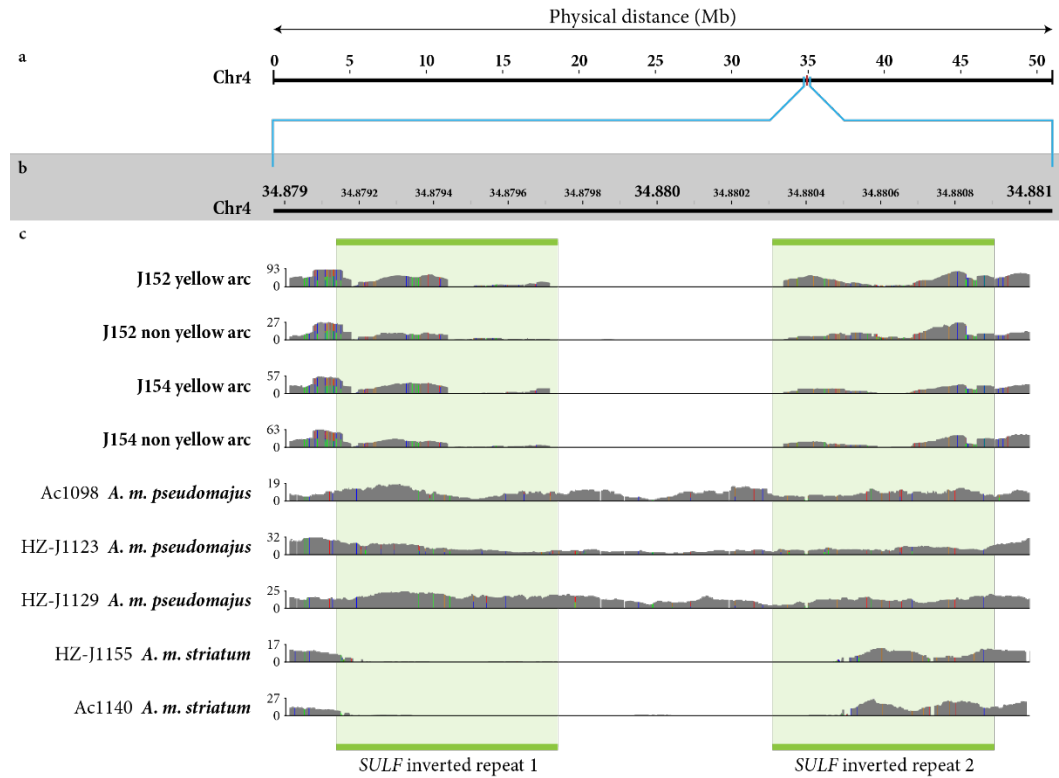 Physical distance (Mb)
a
0 5 10 15 20 25 30 35 40 45 50
Chr4
b
34.879 34.8792 34.8794 34.8796 34.8798 34.880 34.8802 34.8804 34.8806 34.8808 34.881
Chr4
c
J152 yellow arc 93 0
J152 non yellow arc 27 0
J154 yellow arc 57 0
J154 non yellow arc 63 0
Ac1098 A. m. pseudomajus 19 0
HZ-J1123 A. m. pseudomajus 32 0
HZ-J1129 A. m. pseudomajus 25 0
HZ-J1155 A. m. striatum 17 0
Ac1140 A. m. striatum 27 0
SULF inverted repeat 1 SULF inverted repeat 2